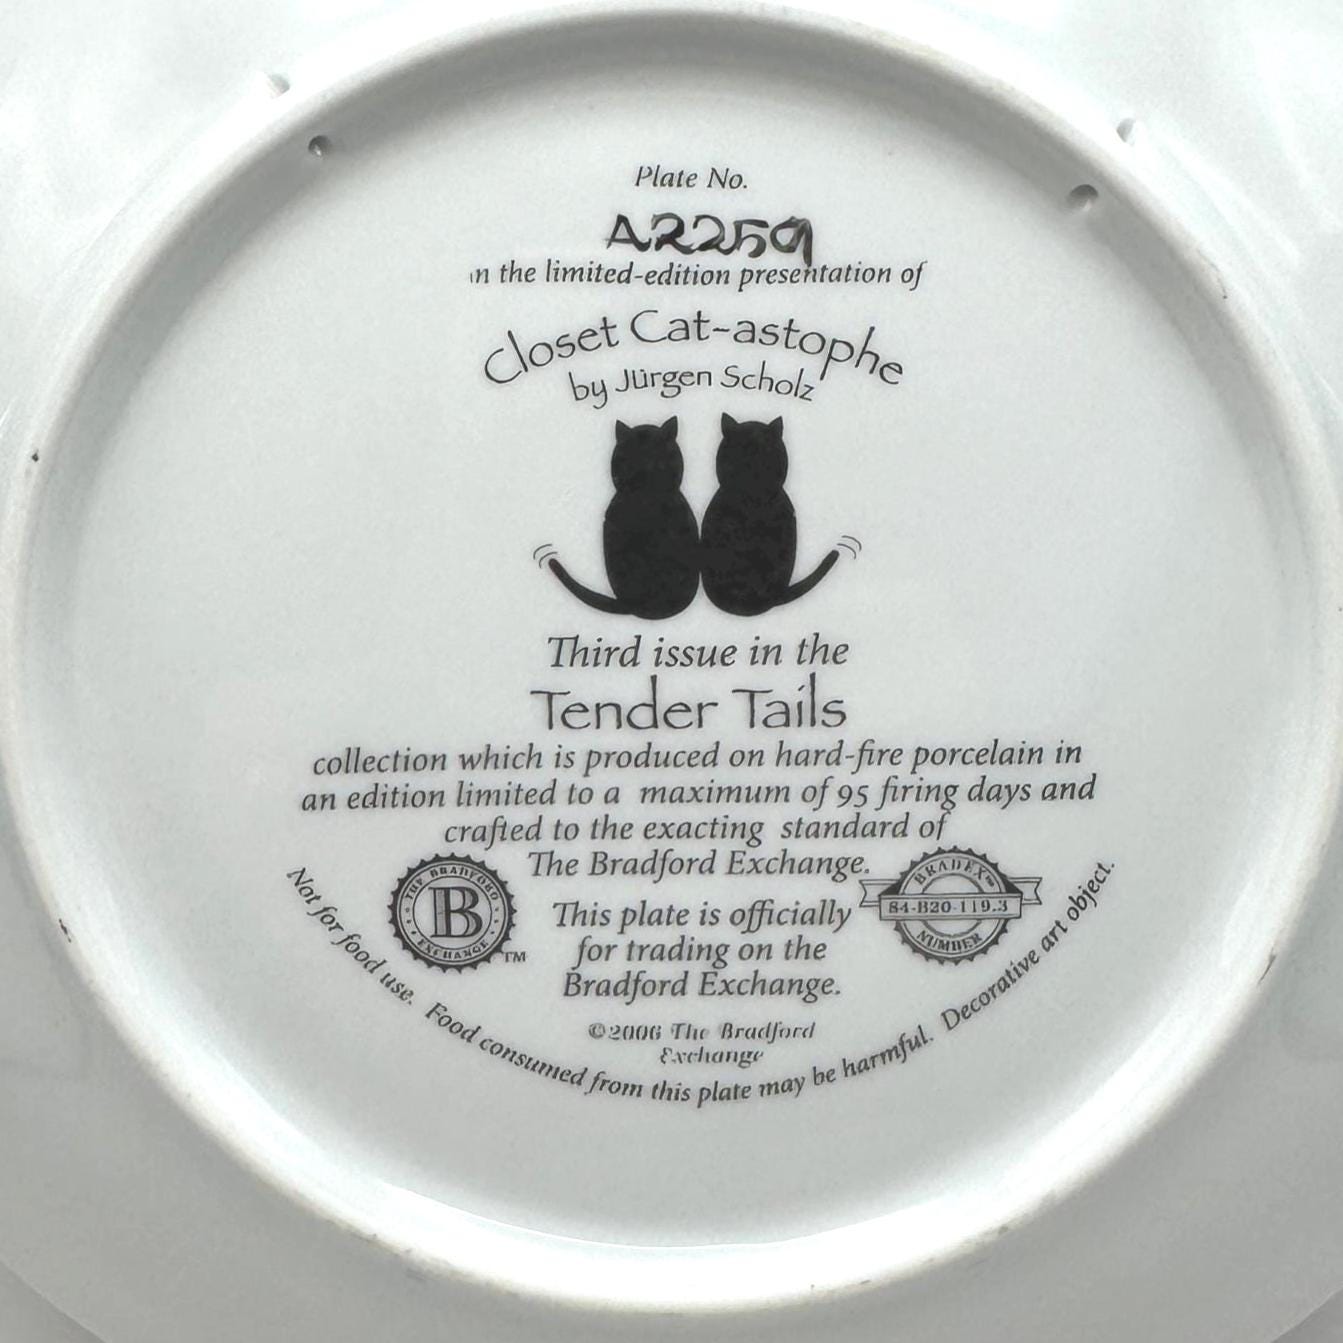 Plate No.
A2259
in the limited-edition presentation of
Closet Cat-astophe
by Jürgen Scholz
Third issue in the
Tender Tails
collection which is produced on hard-fire porcelain in
an edition limited to a maximum of 95 firing days and
crafted to the exacting standard of
The Bradford Exchange.
THE BRADFORD
B
EXCHANGE
TM
BRADEX™
84-B20-119.3
NUMBER
This plate is officially
for trading on the
Bradford Exchange.
©2006 The Bradford
Exchange
Not for food use. Food consumed from this plate may be harmful. Decorative art object.